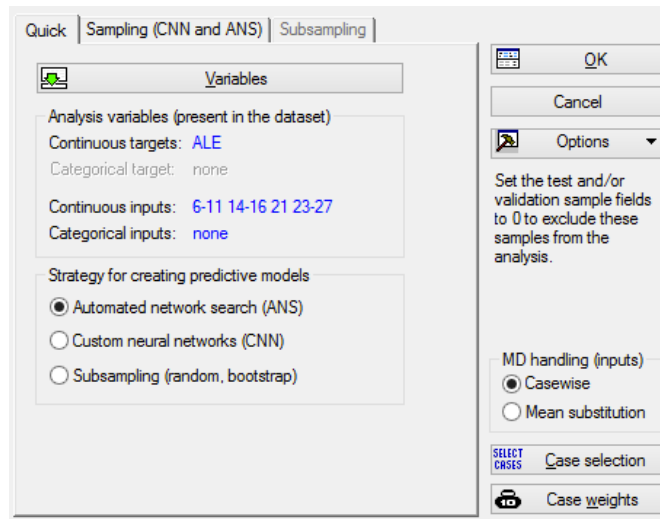 Quick
Sampling (CNN and ANS)
Subsampling
Variables
Analysis variables (present in the dataset)
Continuous targets: ALE
Categorical target: none
Continuous inputs: 6-11 14-16 21 23-27
Categorical inputs: none
Strategy for creating predictive models
Automated network search (ANS)
Custom neural networks (CNN)
Subsampling (random, bootstrap)
OK
Cancel
Options
Set the test and/or
validation sample fields
to 0 to exclude these
samples from the
analysis.
MD handling (inputs)
Casewise
Mean substitution
SELECT
CASES
Case selection
Case weights